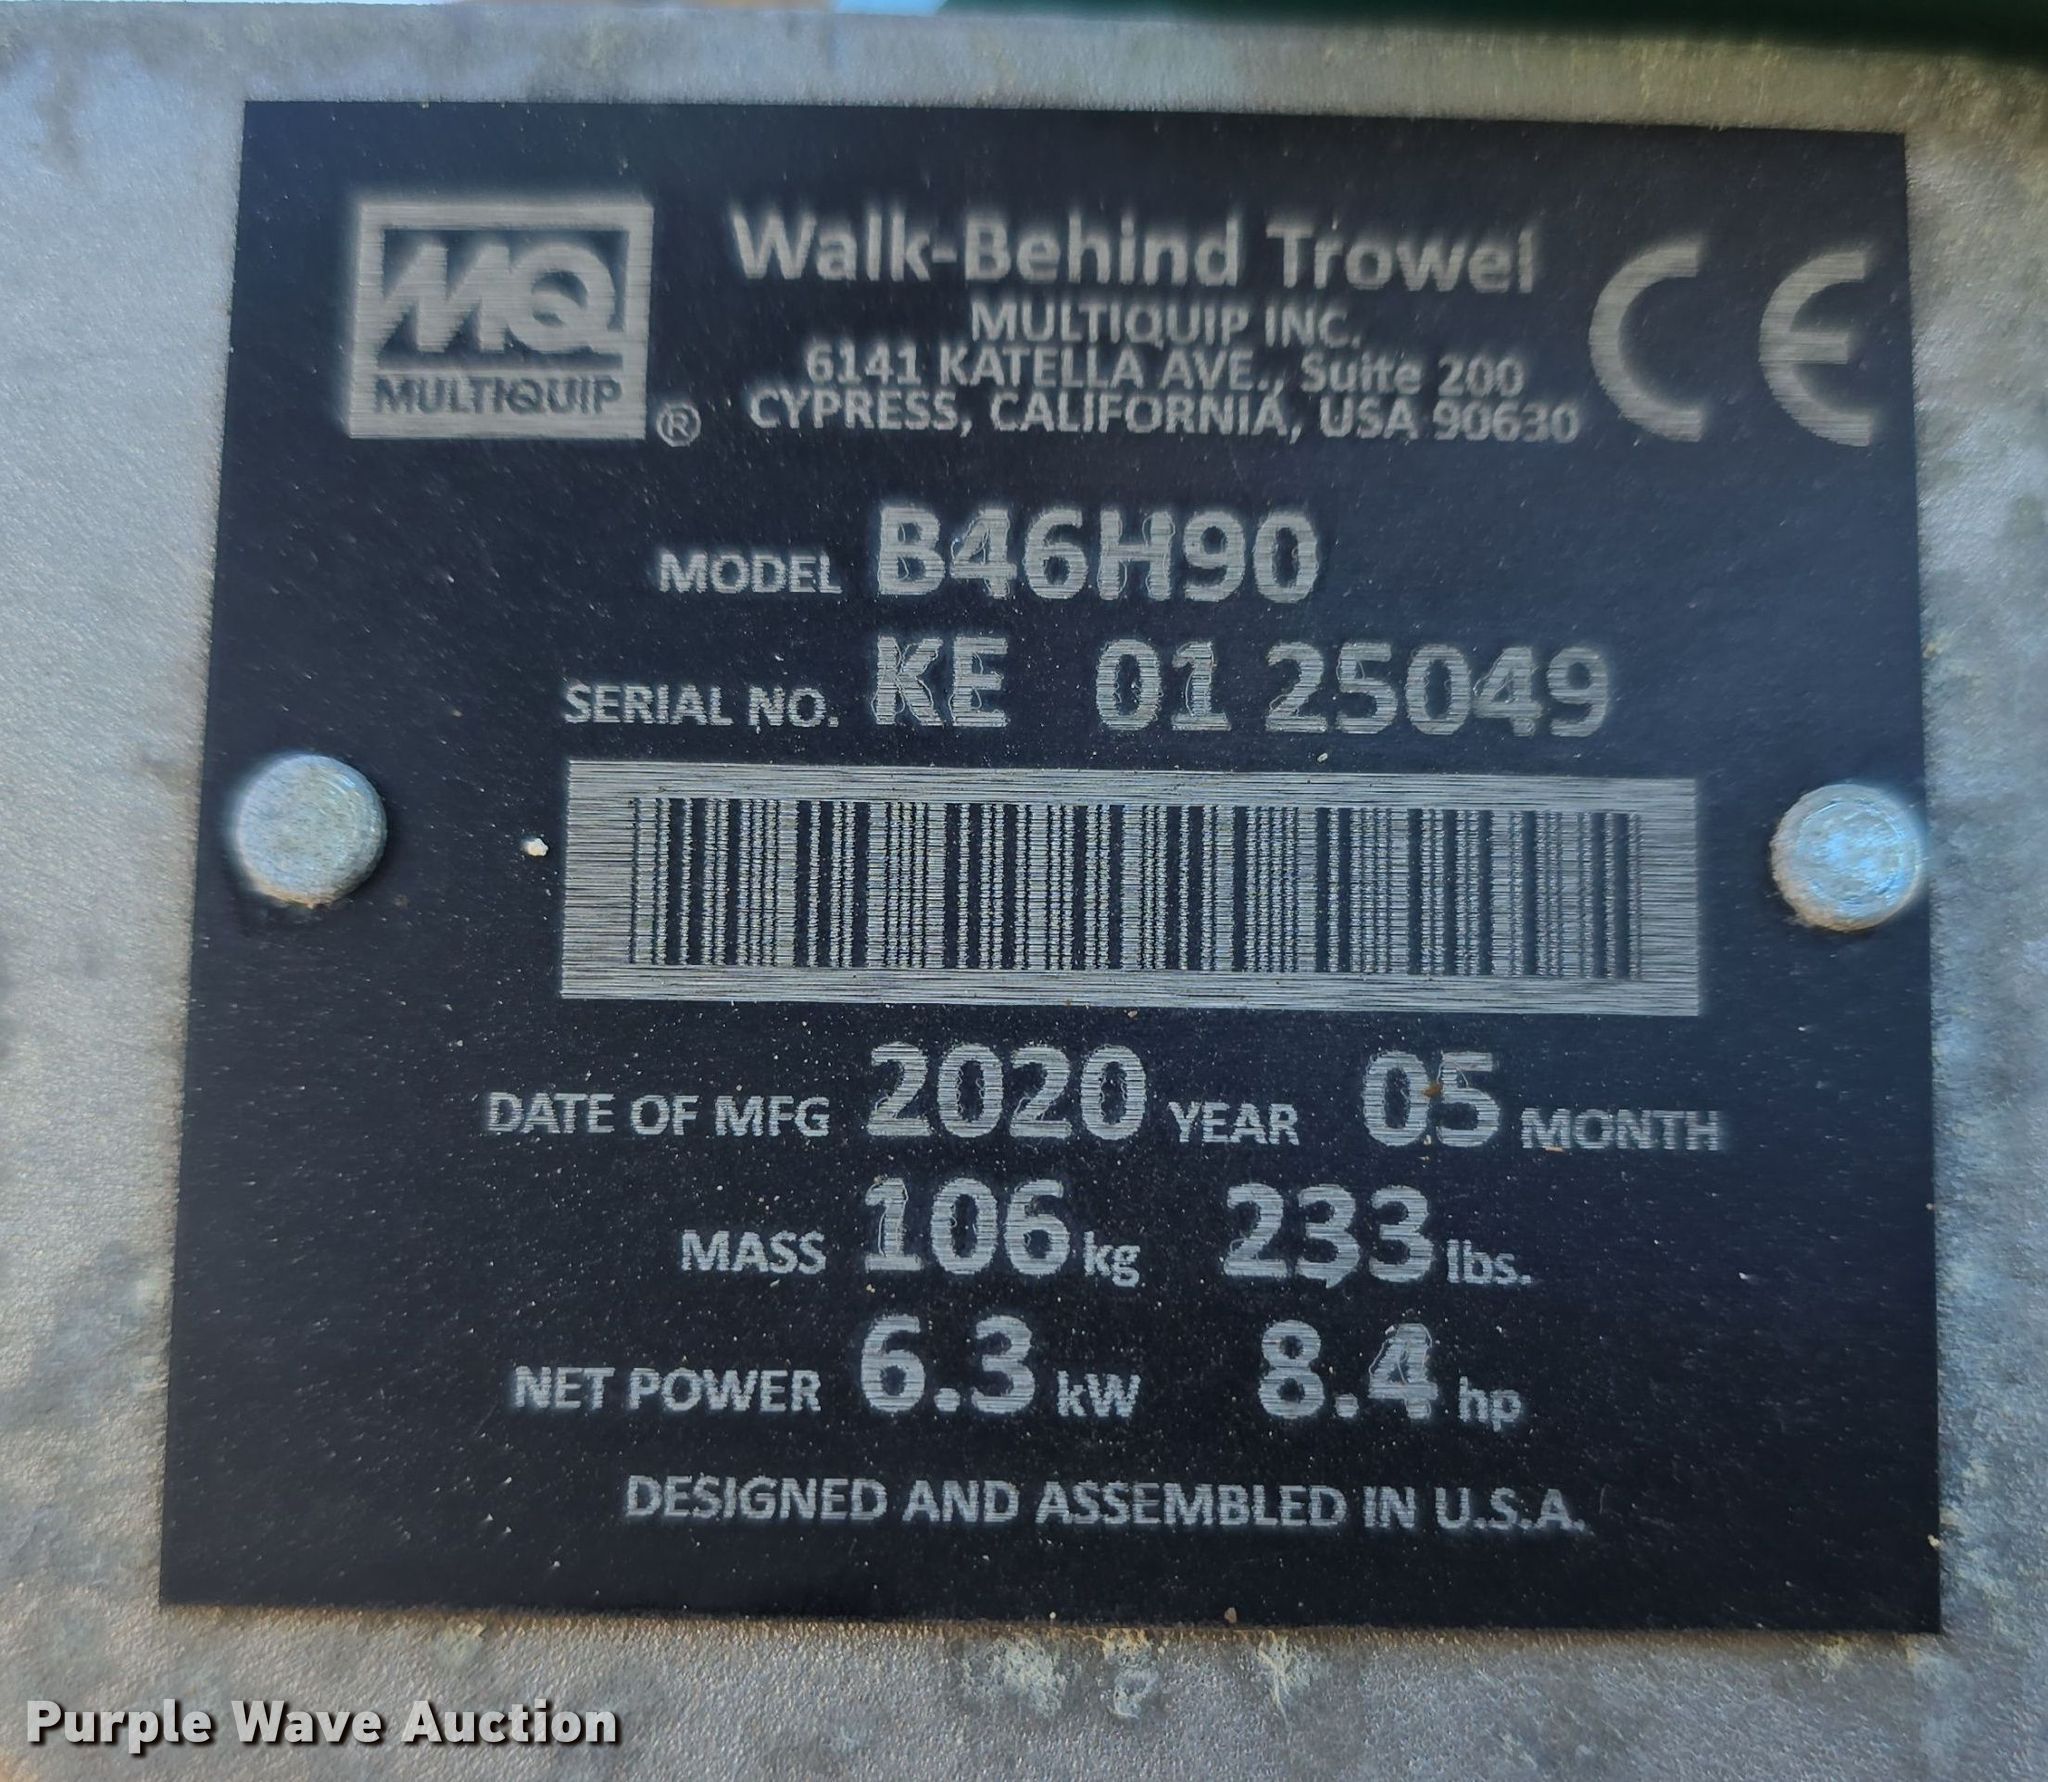 MQ
MULTIQUIP
®
Walk-Behind Trowel
MULTIQUIP INC.
6141 KATELLA AVE., Suite 200
CYPRESS, CALIFORNIA, USA 90630
CE
MODEL B46H90
SERIAL NO. KE 01 25049
DATE OF MFG 2020 YEAR 05 MONTH
MASS 106 kg 233 lbs.
NET POWER 6.3 kW 8.4 hp
DESIGNED AND ASSEMBLED IN U.S.A.
Purple Wave Auction